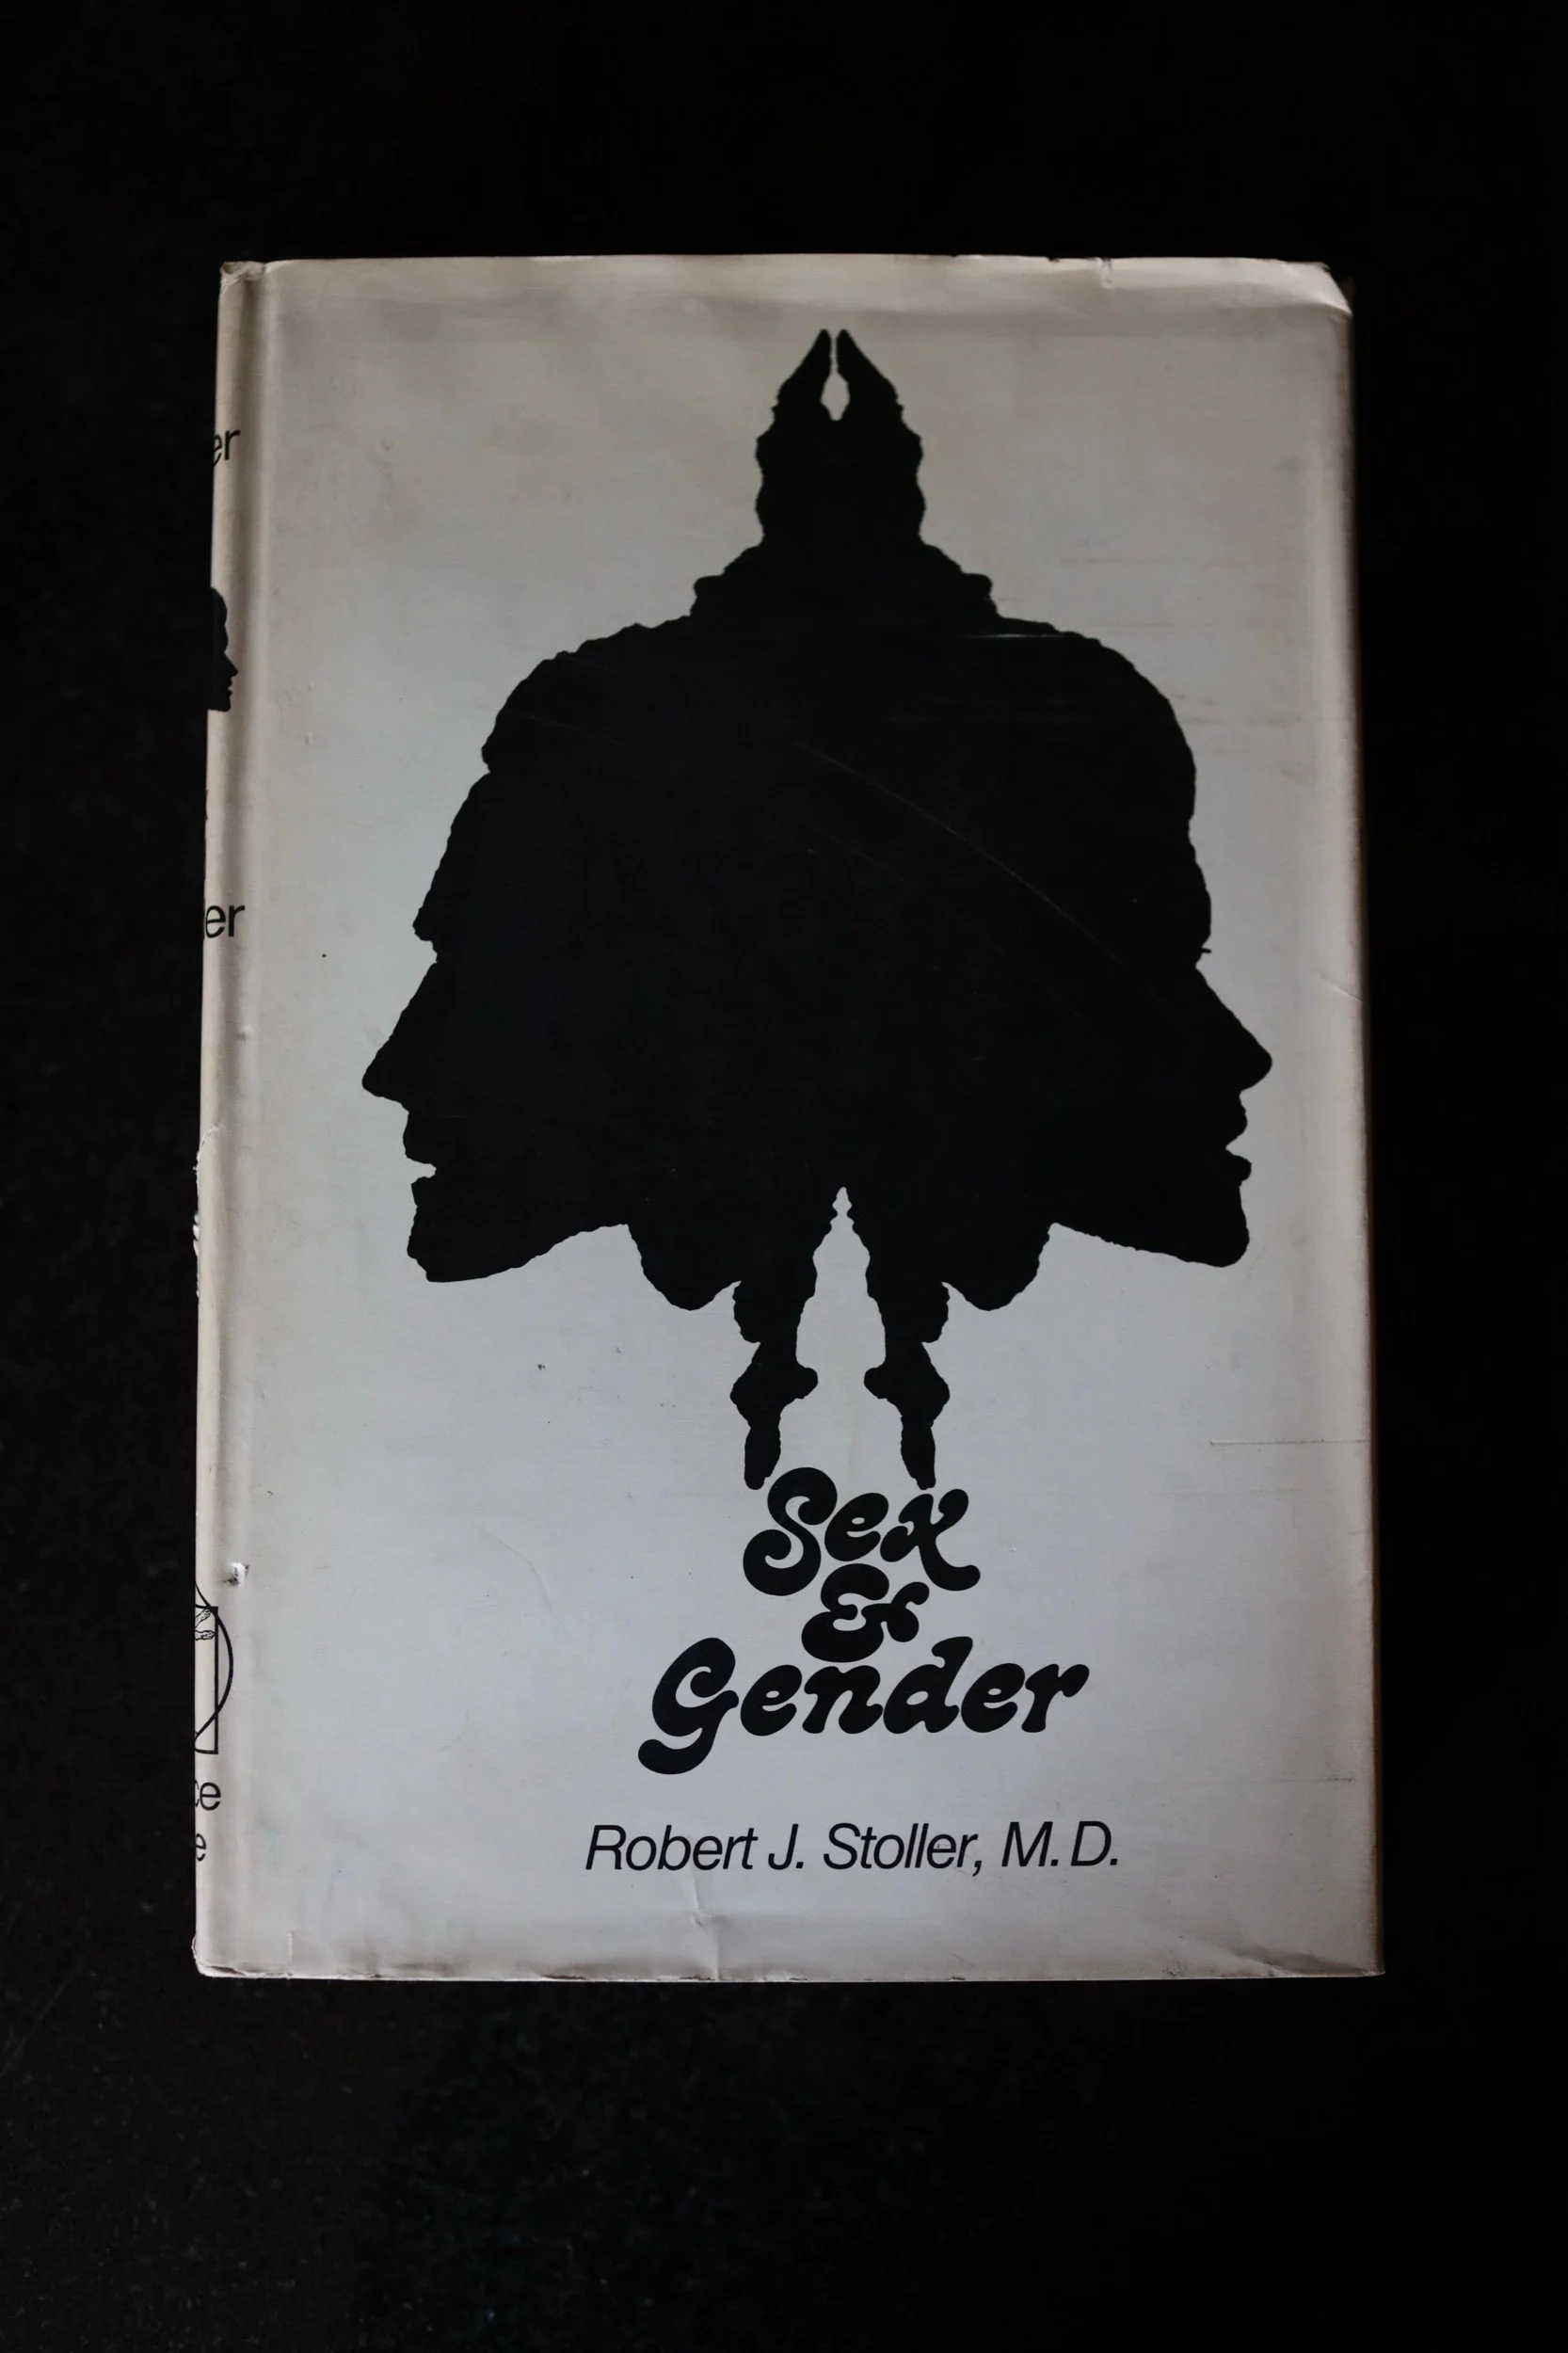 Sex
&
Gender
Robert J. Stoller, M.D.